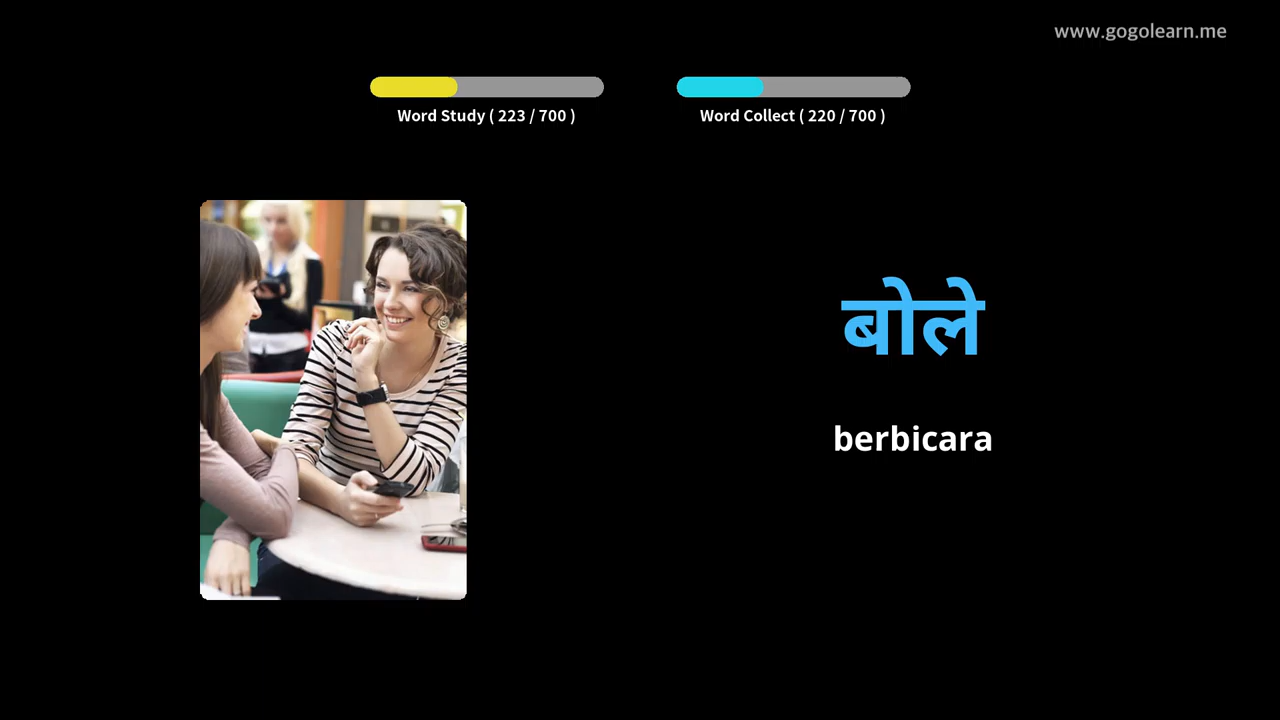 www.gogolearn.me
Word Study ( 223 / 700 )
Word Collect ( 220 / 700 )
बोले
berbicara